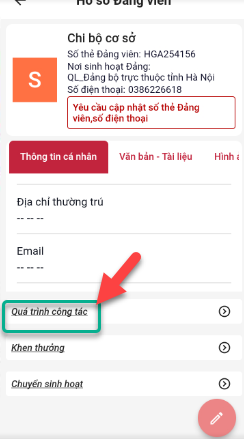 Hồ sơ Đảng viên
S
Chi bộ cơ sở
Số thẻ Đảng viên: HGA254156
Nơi sinh hoạt Đảng:
QL_Đảng bộ trực thuộc tỉnh Hà Nội
Số điện thoại: 0386226618
Yêu cầu cập nhật số thẻ Đảng
viên,số điện thoại
Thông tin cá nhân
Văn bản - Tài liệu
Hình ả
Địa chỉ thường trú
-- -- --
Email
-- -- --
Quá trình công tác
Khen thưởng
Chuyển sinh hoạt